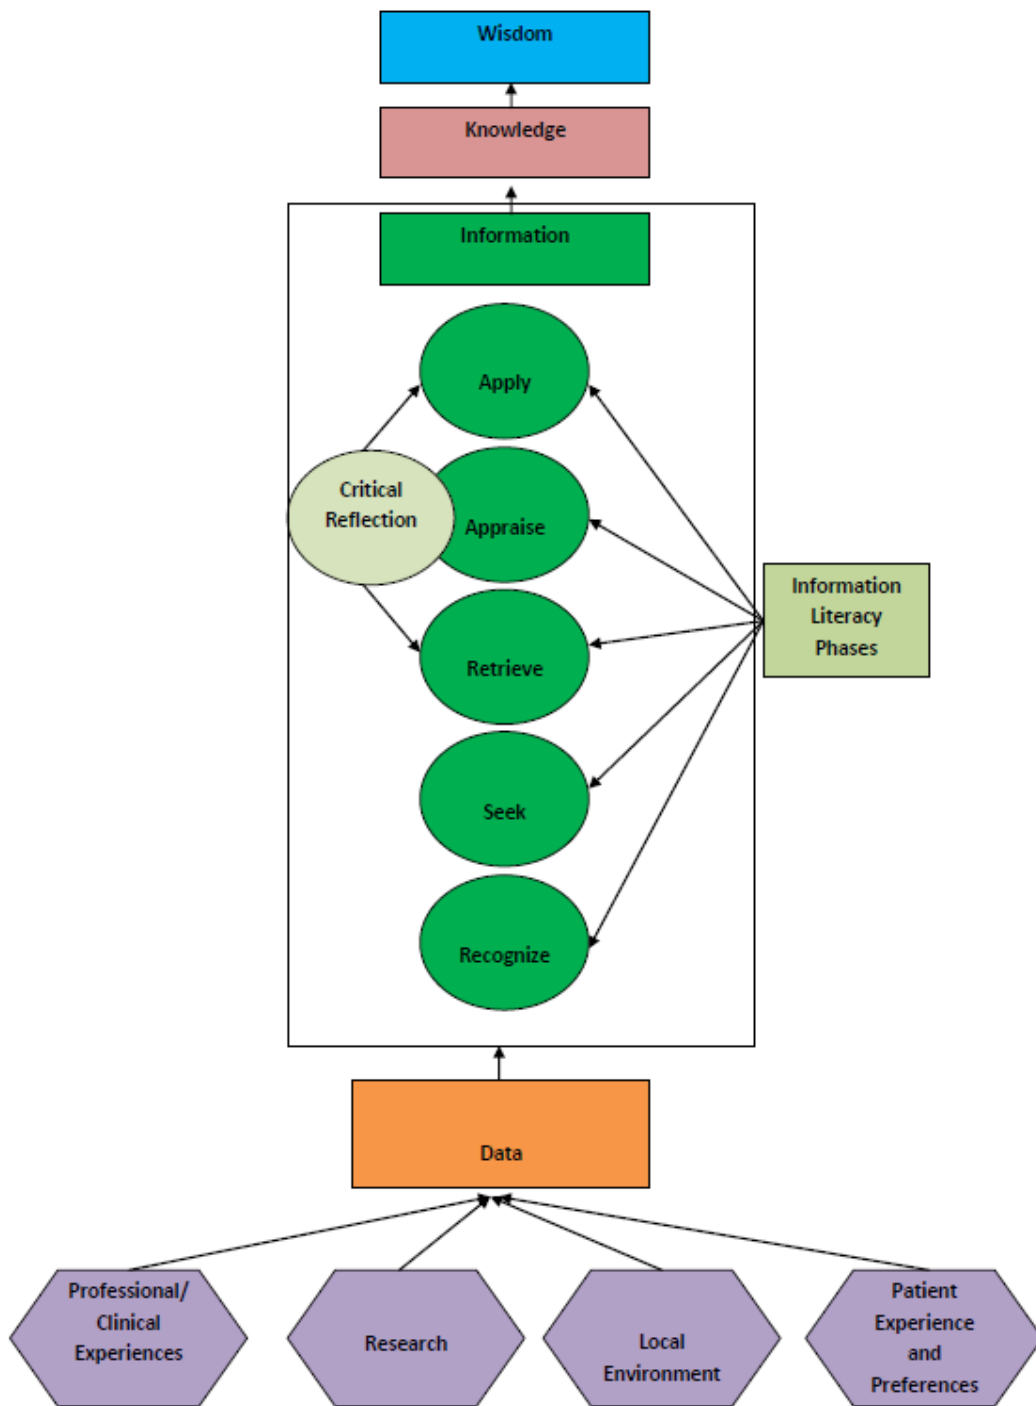 Wisdom
Knowledge
Information
Apply
Critical
Reflection
Appraise
Information
Literacy
Phases
Retrieve
Seek
Recognize
Data
Professional/
Clinical
Experiences
Research
Local
Environment
Patient
Experience
and
Preferences